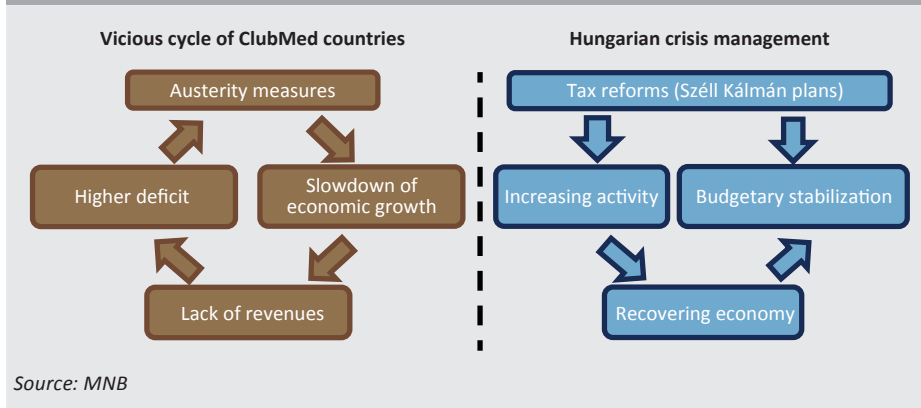 Vicious cycle of ClubMed countries
Austerity measures
Higher deficit
Slowdown of
economic growth
Lack of revenues
Hungarian crisis management
Tax reforms (Széll Kálmán plans)
Increasing activity
Budgetary stabilization
Recovering economy
Source: MNB